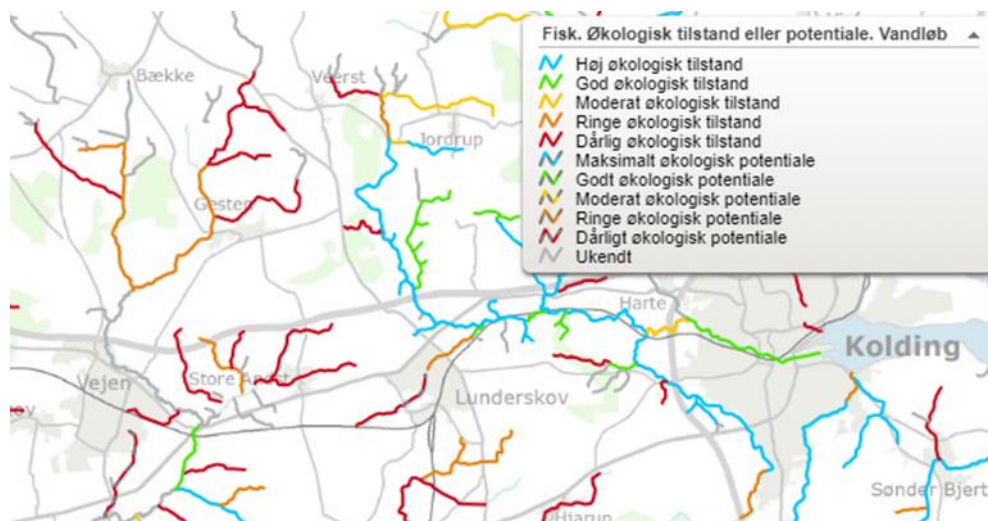 Fisk. Økologisk tilstand eller potentiale. Vandløb
Høj økologisk tilstand
God økologisk tilstand
Moderat økologisk tilstand
Ringe økologisk tilstand
Dårlig økologisk tilstand
Maksimalt økologisk potentiale
Godt økologisk potentiale
Moderat økologisk potentiale
Ringe økologisk potentiale
Dårligt økologisk potentiale
Ukendt
Bække
Veerst
Jordrup
Gesten
Harte
Kolding
Vejen
Store Andst
Lunderskov
Sønder Bjert
Hjarup